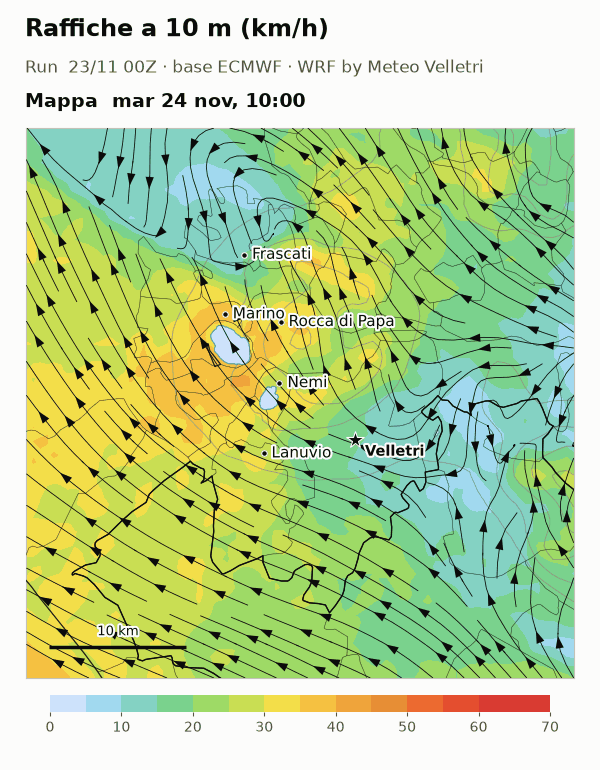 Raffiche a 10 m (km/h)
Run  23/11 00Z · base ECMWF · WRF by Meteo Velletri
Mappa  mar 24 nov, 10:00
Frascati
Marino
Rocca di Papa
Nemi
Velletri
Lanuvio
10 km
0 10 20 30 40 50 60 70